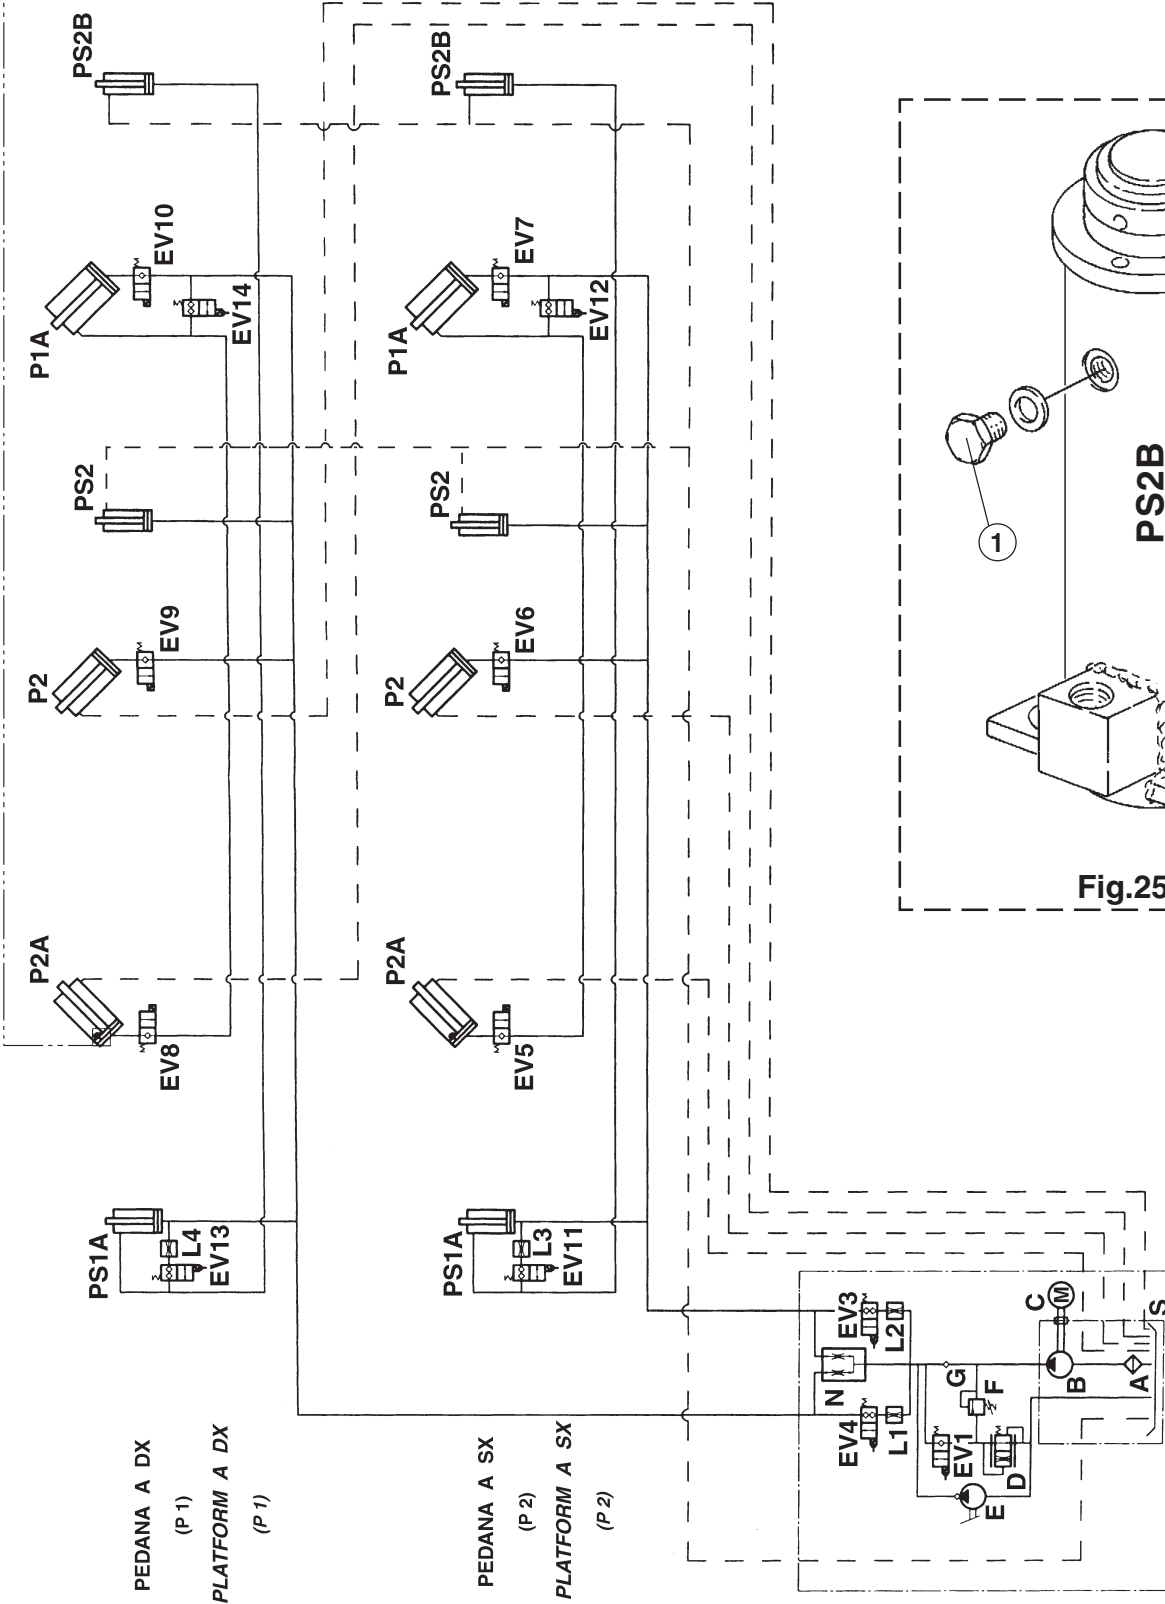 PEDANA A DX
(P 1)
PLATFORM A DX
(P 1)
PS1A
L4
EV13
P2A
EV8
P2
EV9
PS2
P1A
EV10
EV14
PS2B
PEDANA A SX
(P 2)
PLATFORM A SX
(P 2)
PS1A
L3
EV11
P2A
EV5
P2
EV6
PS2
P1A
EV7
EV12
PS2B
EV4
L1
N
EV3
L2
EV1
G
F
D
E
C
M
B
A
S
1
PS2B
Fig.25